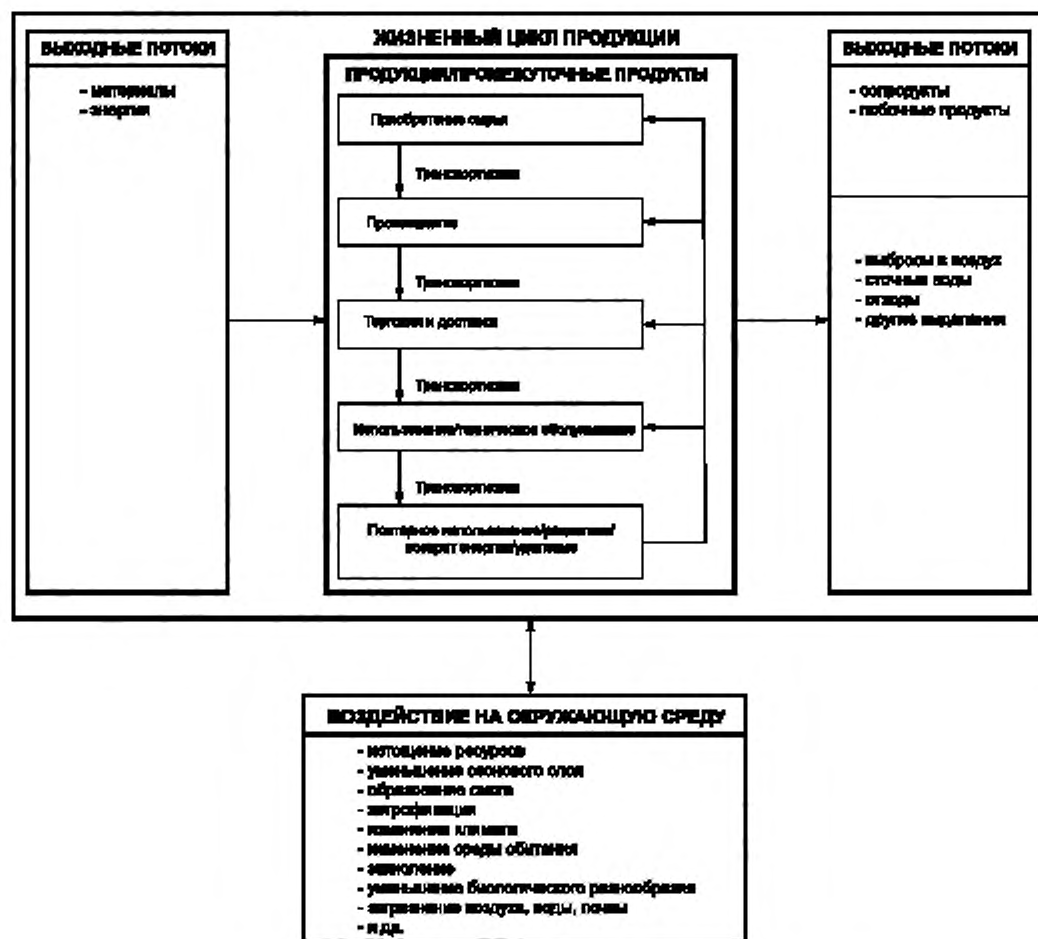 ЖИЗНЕННЫЙ ЦИКЛ ПРОДУКЦИИ
ВЫХОДНЫЕ ПОТОКИ
- материалы
- энергия
ПРОДУКЦИЯ/ПРОМЕЖУТОЧНЫЕ ПРОДУКТЫ
Приобретение сырья
Транспортировка
Производство
Транспортировка
Торговля и доставка
Транспортировка
Использование/техническое обслуживание
Транспортировка
Повторное использование/рециклинг/
возврат энергии/удаление
ВЫХОДНЫЕ ПОТОКИ
- сопродукты
- побочные продукты
- выбросы в воздух
- сточные воды
- отходы
- другие выделения
ВОЗДЕЙСТВИЕ НА ОКРУЖАЮЩУЮ СРЕДУ
- истощение ресурсов
- уменьшение озонового слоя
- образование смога
- эвтрофикация
- изменение климата
- изменение среды обитания
- закисление
- уменьшение биологического разнообразия
- загрязнение воздуха, воды, почвы
- и др.